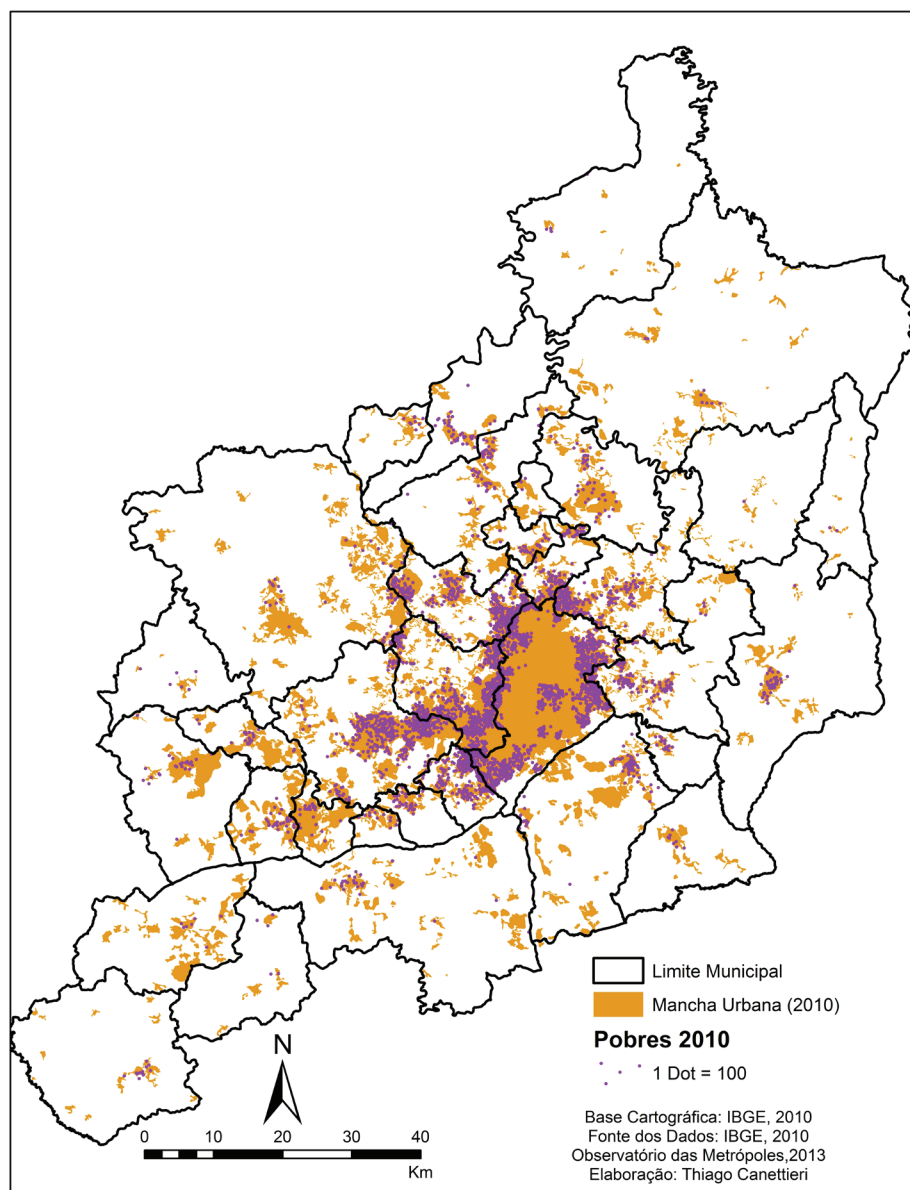 Limite Municipal
Mancha Urbana (2010)
Pobres 2010
1 Dot = 100
Base Cartográfica: IBGE, 2010
Fonte dos Dados: IBGE, 2010
Observatório das Metrópoles,2013
Elaboração: Thiago Canettieri
N
0 10 20 30 40
Km